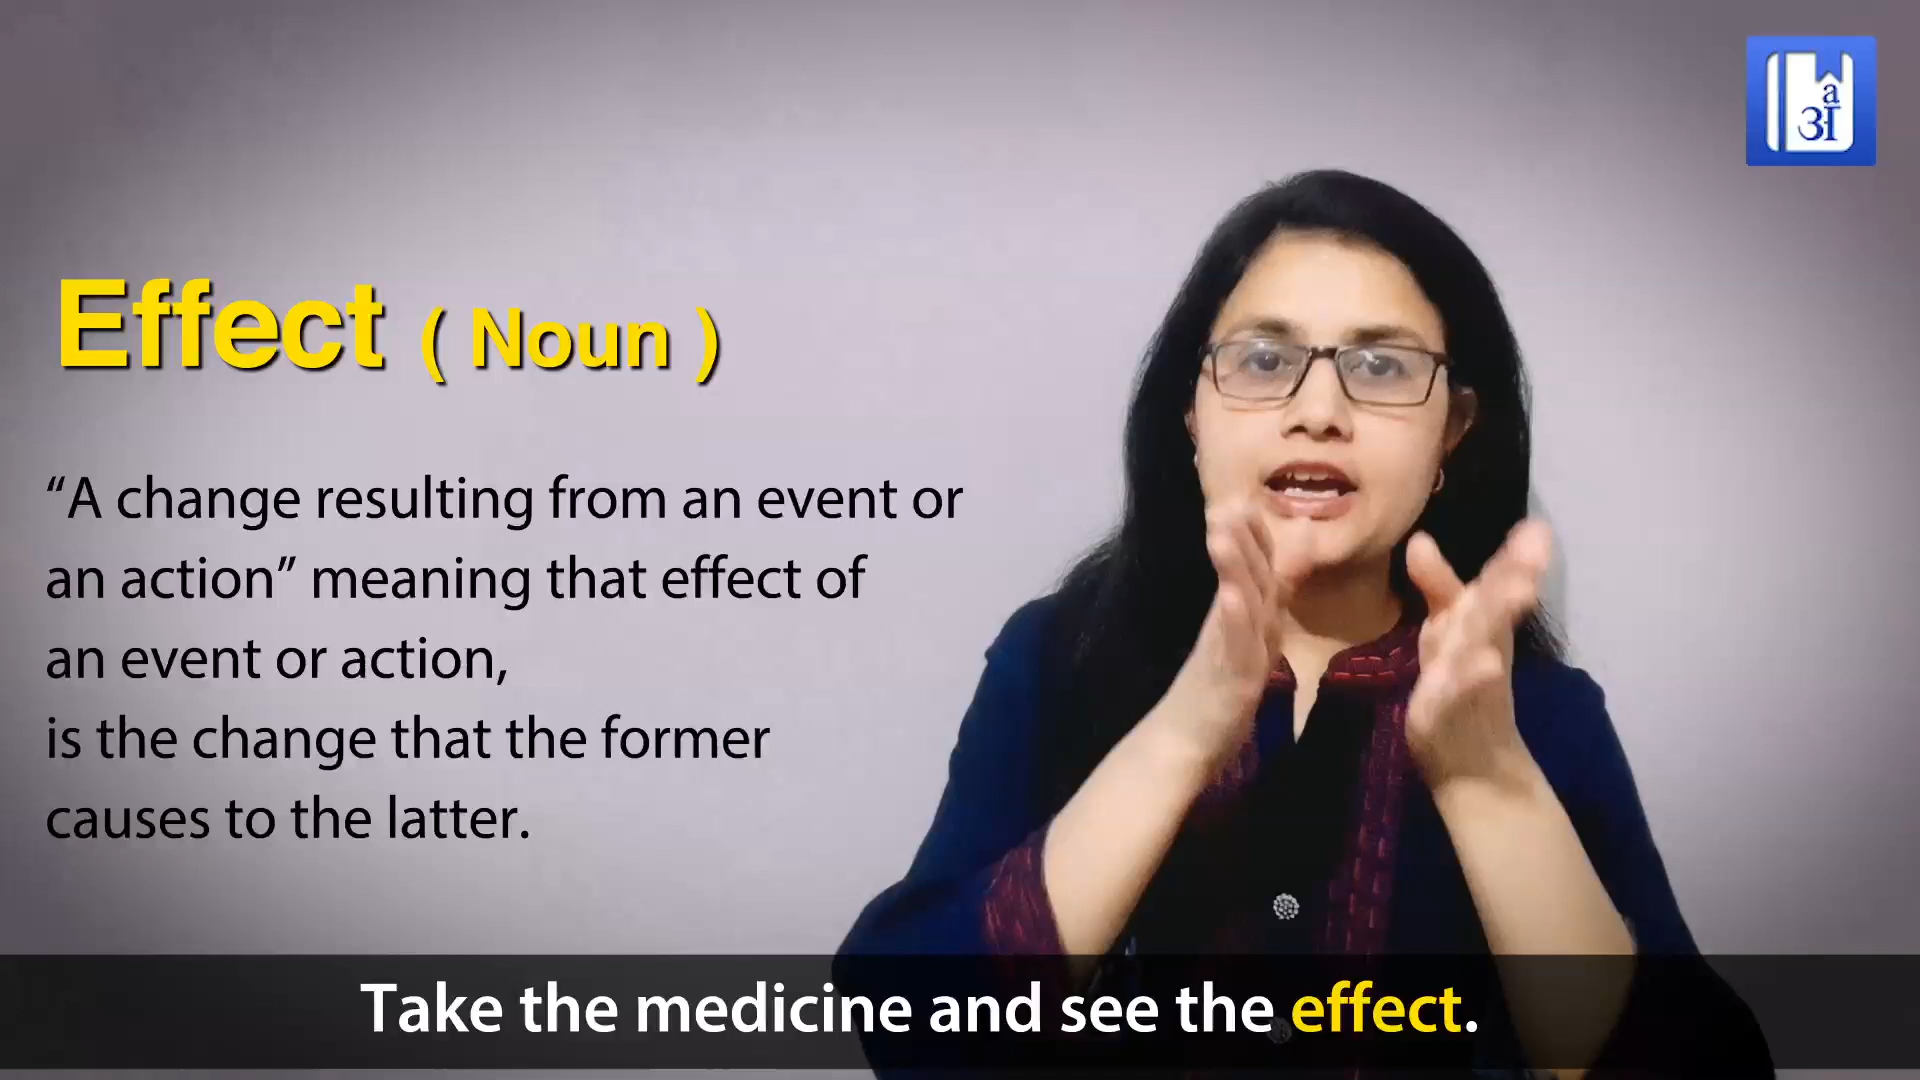 a
अ
Effect ( Noun )
“A change resulting from an event or
an action” meaning that effect of
an event or action,
is the change that the former
causes to the latter.
Take the medicine and see the effect.